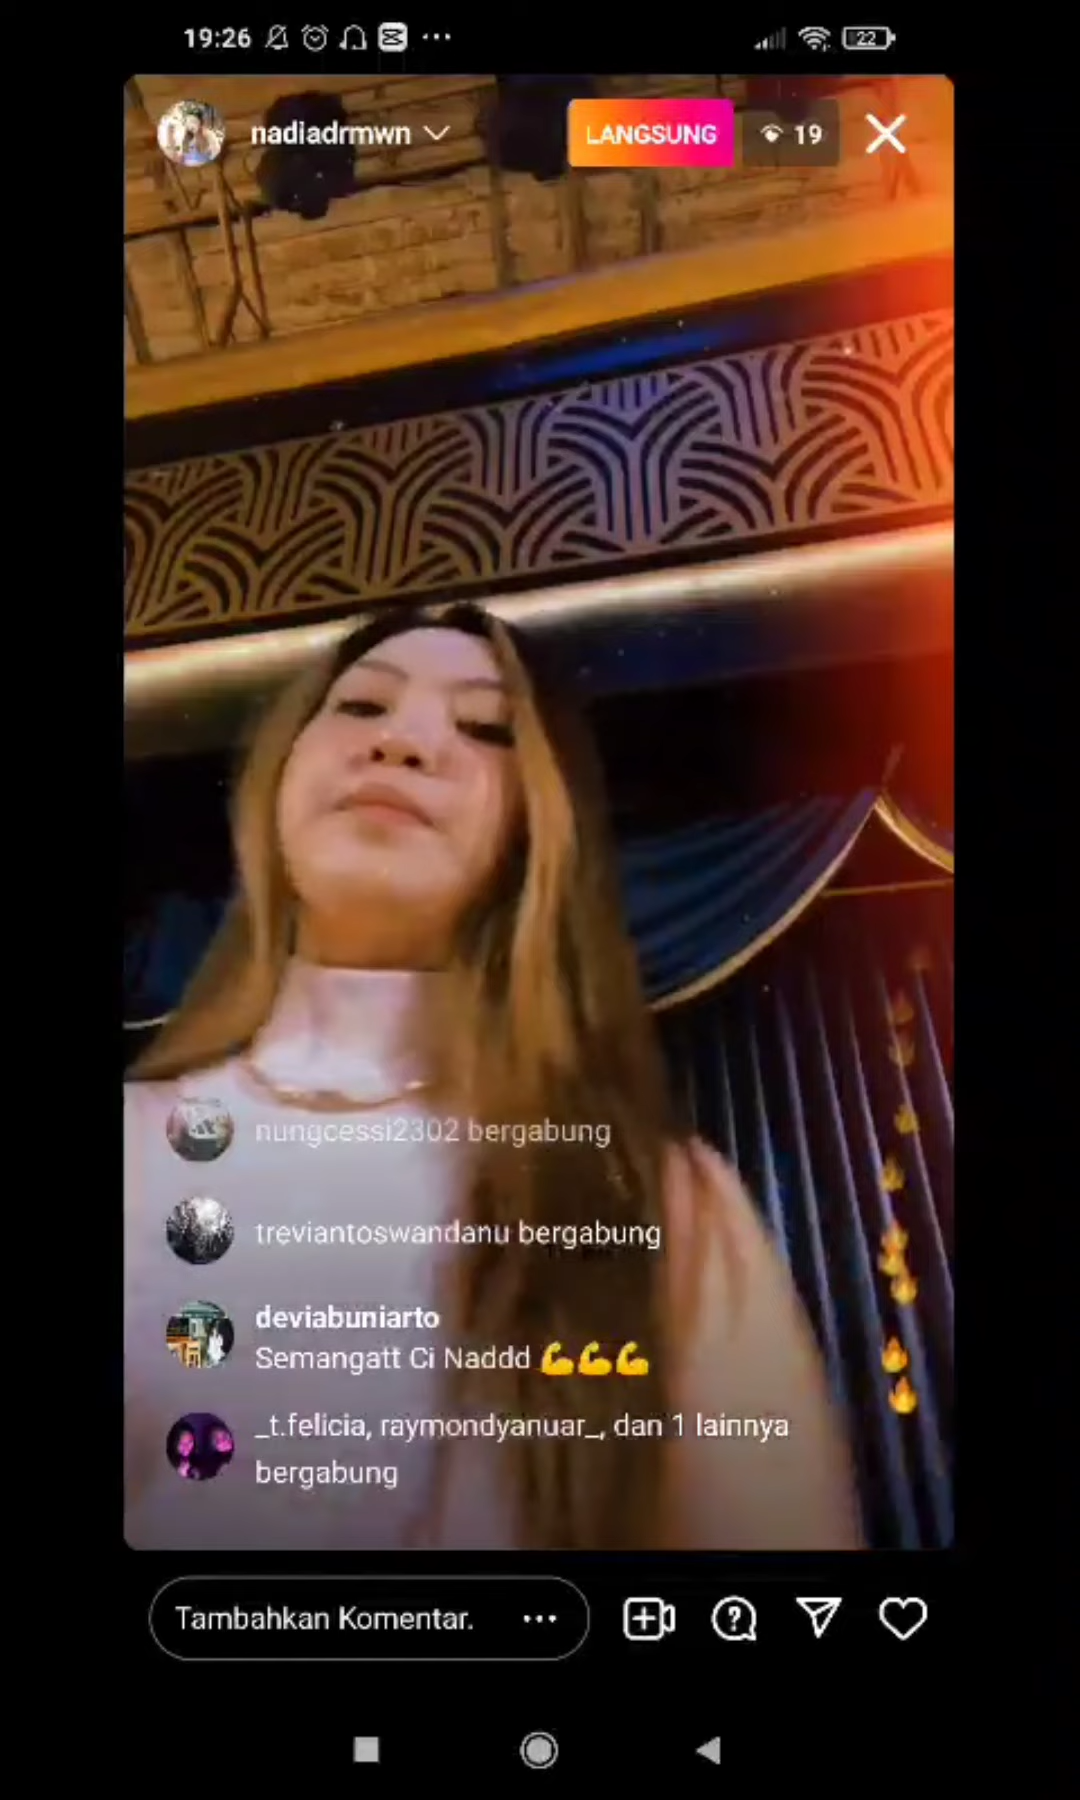 19:26
22
nadiadrmwn
LANGSUNG
19
nungcessi2302 bergabung
treviantoswandanu bergabung
deviabuniarto
Semangatt Ci Naddd 💪💪💪
_t.felicia, raymondyanuar_, dan 1 lainnya
bergabung
Tambahkan Komentar.